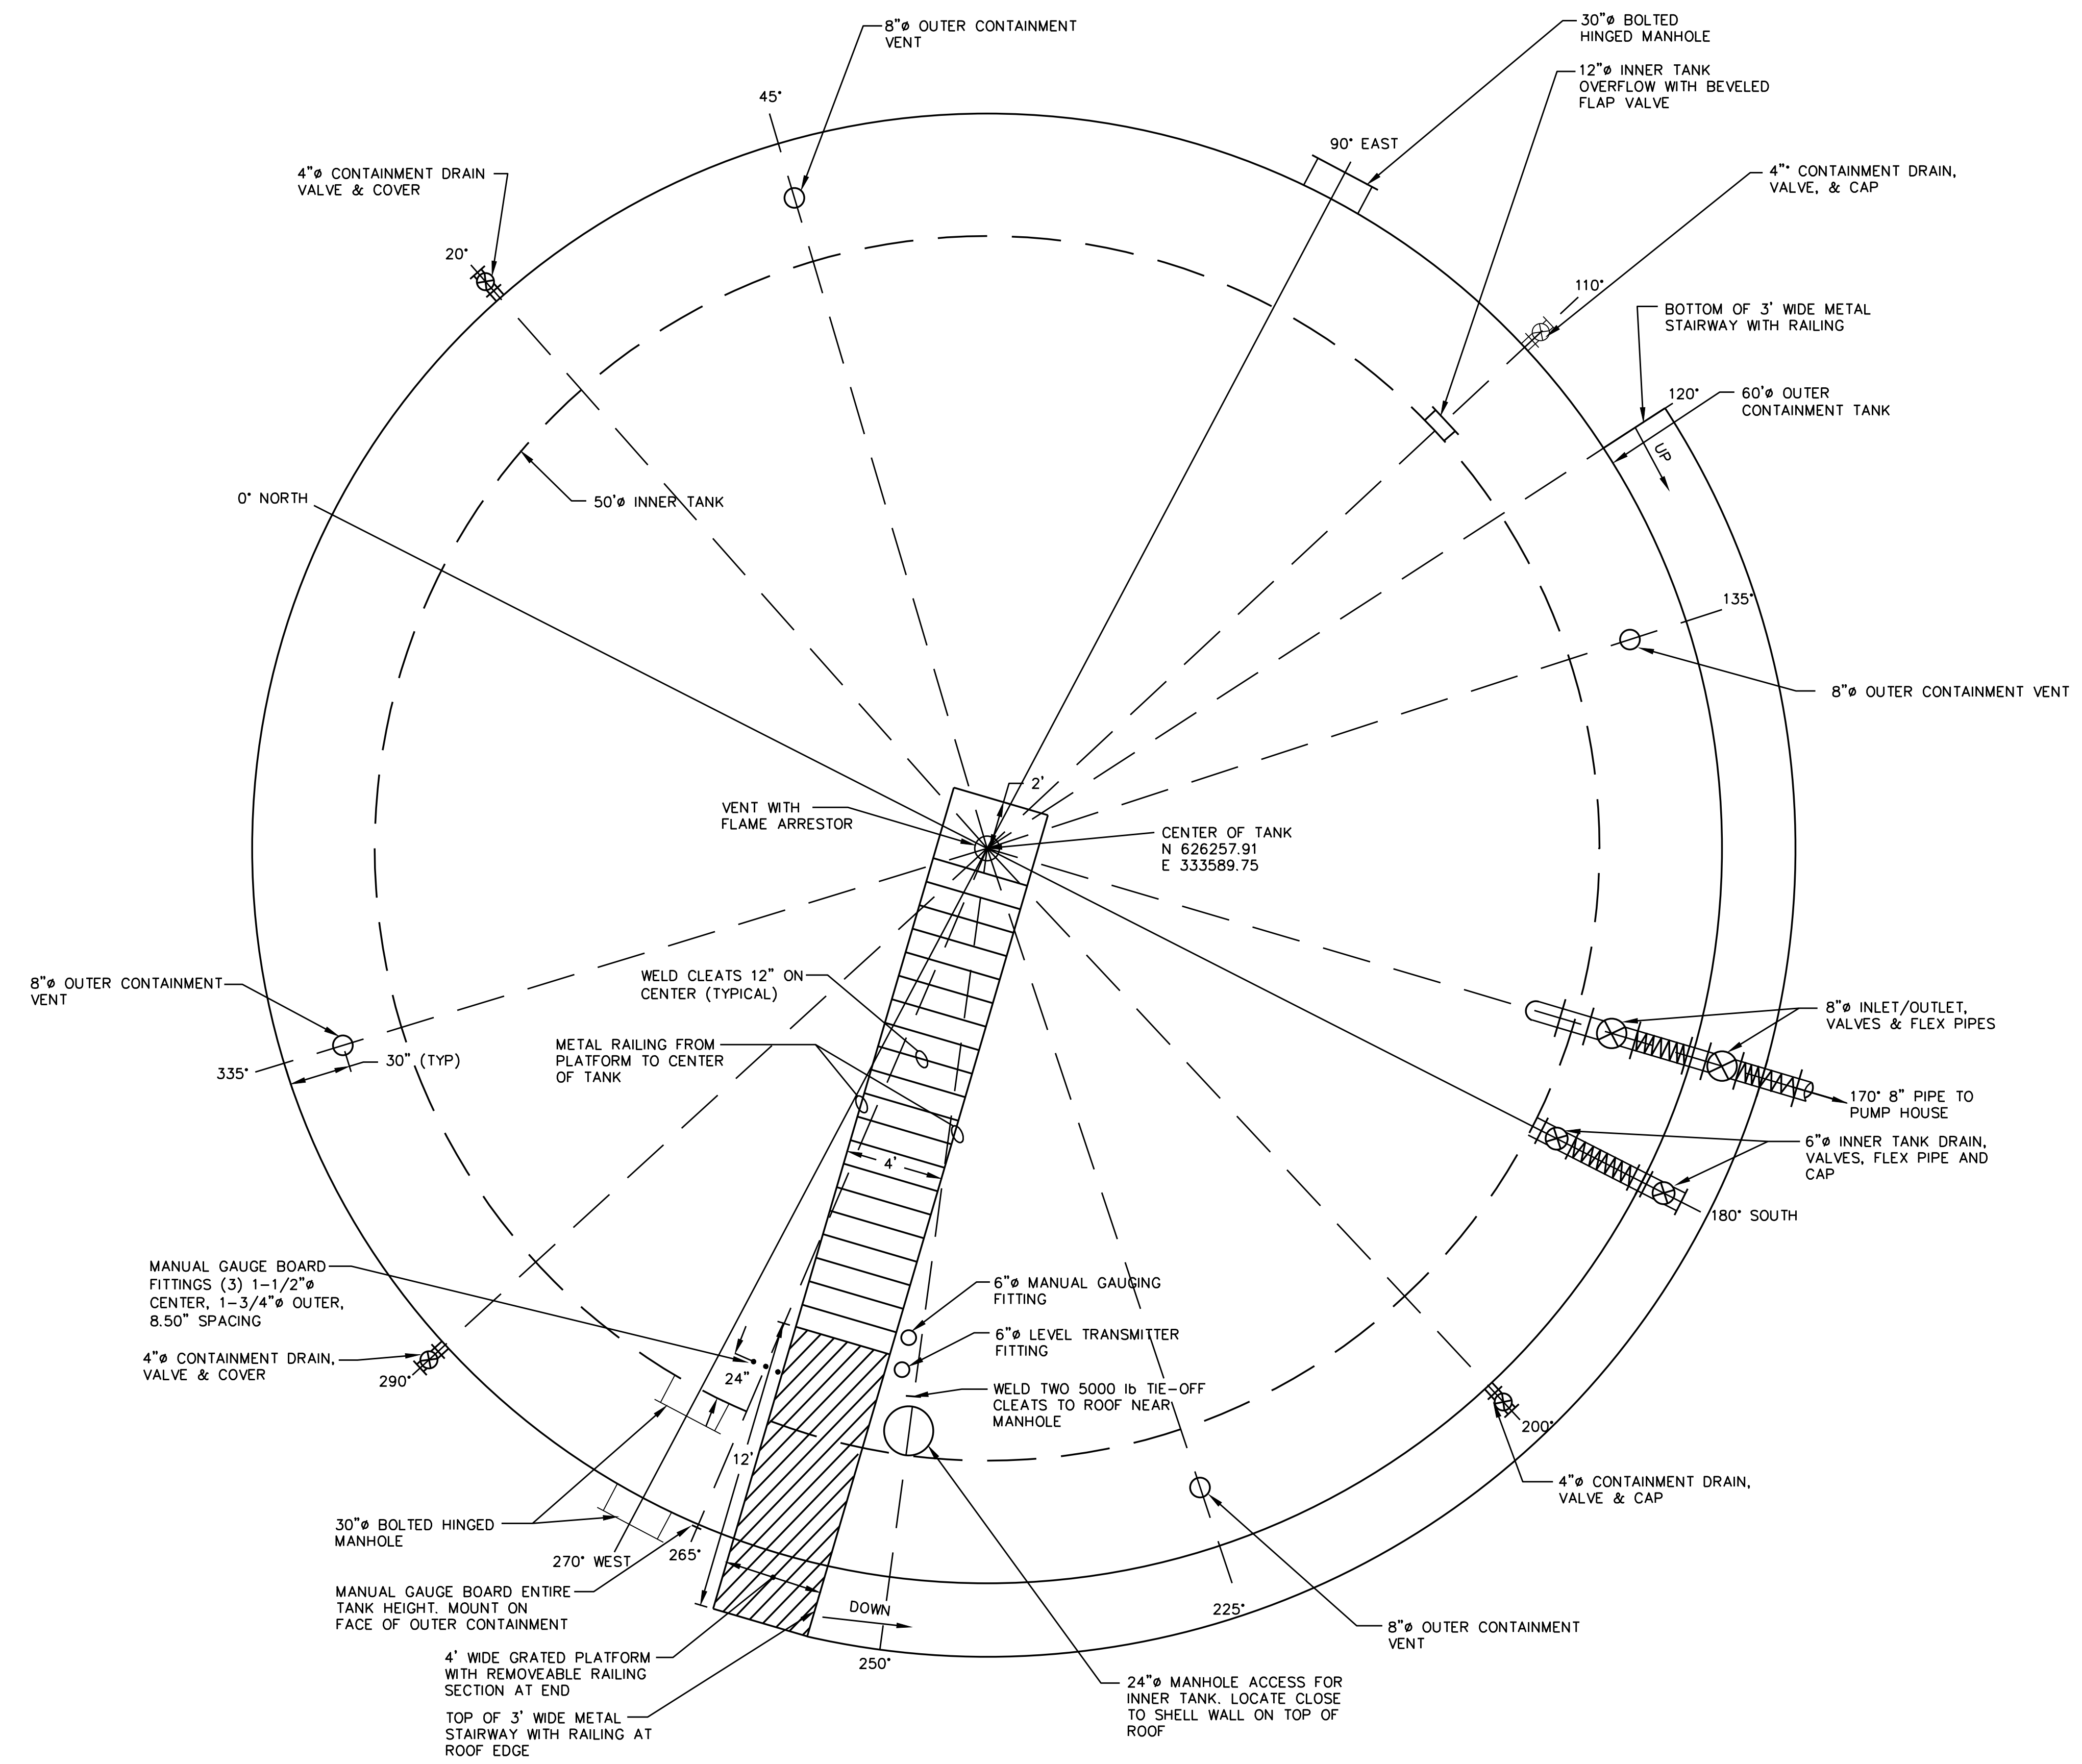 8"ø OUTER CONTAINMENT
VENT
30"ø BOLTED
HINGED MANHOLE
12"ø INNER TANK
OVERFLOW WITH BEVELED
FLAP VALVE
45°
90° EAST
4"ø CONTAINMENT DRAIN
VALVE & COVER
4"° CONTAINMENT DRAIN,
VALVE, & CAP
20°
110°
BOTTOM OF 3' WIDE METAL
STAIRWAY WITH RAILING
120°
60'ø OUTER
CONTAINMENT TANK
UP
0° NORTH
50'ø INNER TANK
135°
8"ø OUTER CONTAINMENT VENT
2'
VENT WITH
FLAME ARRESTOR
CENTER OF TANK
N 626257.91
E 333589.75
8"ø OUTER CONTAINMENT
VENT
WELD CLEATS 12" ON
CENTER (TYPICAL)
8"ø INLET/OUTLET,
VALVES & FLEX PIPES
METAL RAILING FROM
PLATFORM TO CENTER
OF TANK
30" (TYP)
335°
170° 8" PIPE TO
PUMP HOUSE
6"ø INNER TANK DRAIN,
VALVES, FLEX PIPE AND
CAP
4'
180° SOUTH
MANUAL GAUGE BOARD
FITTINGS (3) 1-1/2"ø
CENTER, 1-3/4"ø OUTER,
8.50" SPACING
6"ø MANUAL GAUGING
FITTING
6"ø LEVEL TRANSMITTER
FITTING
4"ø CONTAINMENT DRAIN,
VALVE & COVER
290°
24"
WELD TWO 5000 lb TIE-OFF
CLEATS TO ROOF NEAR
MANHOLE
200°
12'
4"ø CONTAINMENT DRAIN,
VALVE & CAP
30"ø BOLTED HINGED
MANHOLE
270° WEST
265°
MANUAL GAUGE BOARD ENTIRE
TANK HEIGHT. MOUNT ON
FACE OF OUTER CONTAINMENT
DOWN
225°
8"ø OUTER CONTAINMENT
VENT
4' WIDE GRATED PLATFORM
WITH REMOVEABLE RAILING
SECTION AT END
250°
24"ø MANHOLE ACCESS FOR
INNER TANK. LOCATE CLOSE
TO SHELL WALL ON TOP OF
ROOF
TOP OF 3' WIDE METAL
STAIRWAY WITH RAILING AT
ROOF EDGE